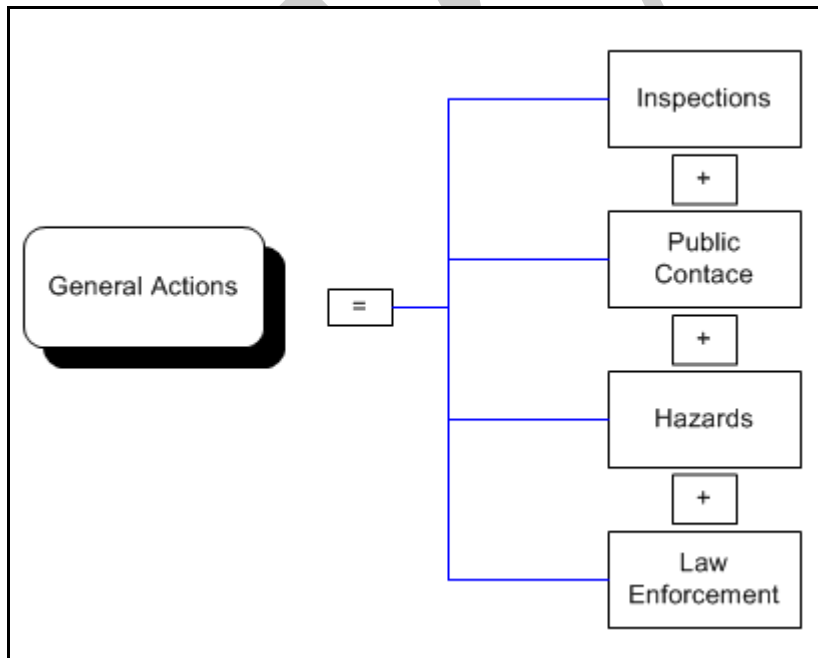 Inspections
+
Public
Contace
General Actions
=
+
Hazards
+
Law
Enforcement